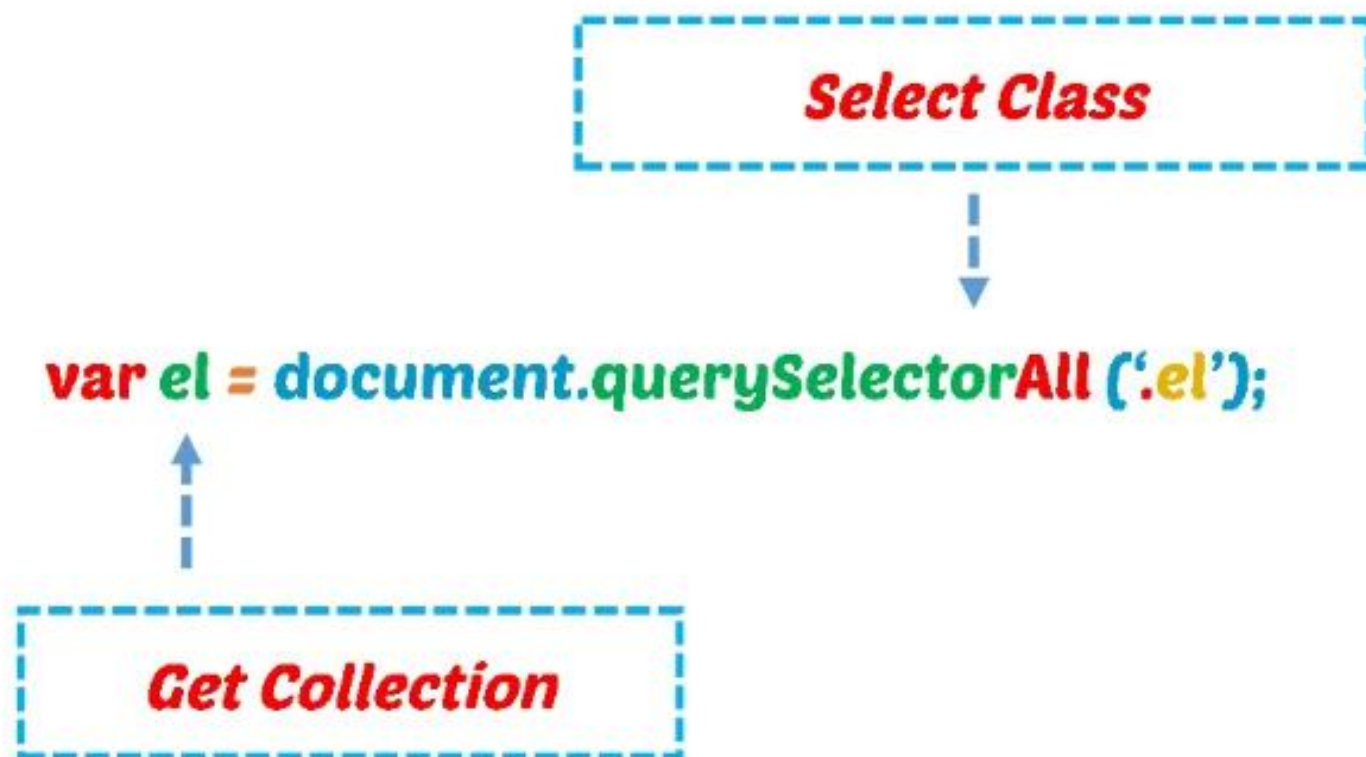 Select Class
var el = document.querySelectorAll (‘.el’);
Get Collection